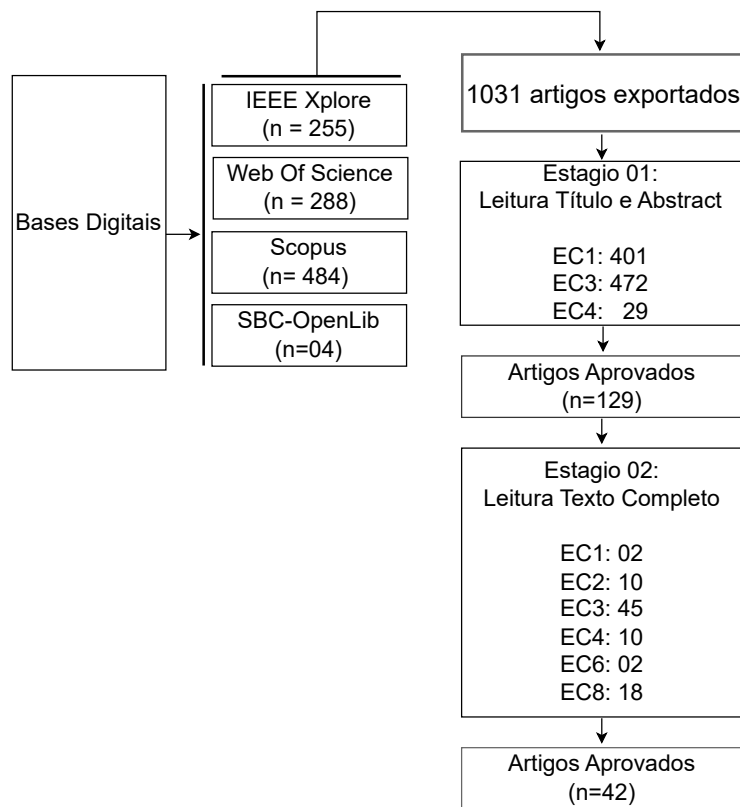 Bases Digitais
IEEE Xplore
(n = 255)
Web Of Science
(n = 288)
Scopus
(n= 484)
SBC-OpenLib
(n=04)
1031 artigos exportados
Estagio 01:
Leitura Título e Abstract
EC1: 401
EC3: 472
EC4: 29
Artigos Aprovados
(n=129)
Estagio 02:
Leitura Texto Completo
EC1: 02
EC2: 10
EC3: 45
EC4: 10
EC6: 02
EC8: 18
Artigos Aprovados
(n=42)